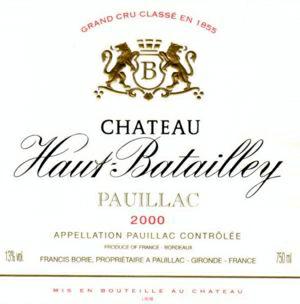 GRAND CRU CLASSÉ EN 1855
B
CHATEAU
Haut-Batailley
PAUILLAC
2000
APPELLATION PAUILLAC CONTRÔLÉE
PRODUCE OF FRANCE - BORDEAUX
13% vol.
FRANCIS BORIE, PROPRIÉTAIRE A PAUILLAC - GIRONDE - FRANCE
750 ml
MIS EN BOUTEILLE AU CHÂTEAU